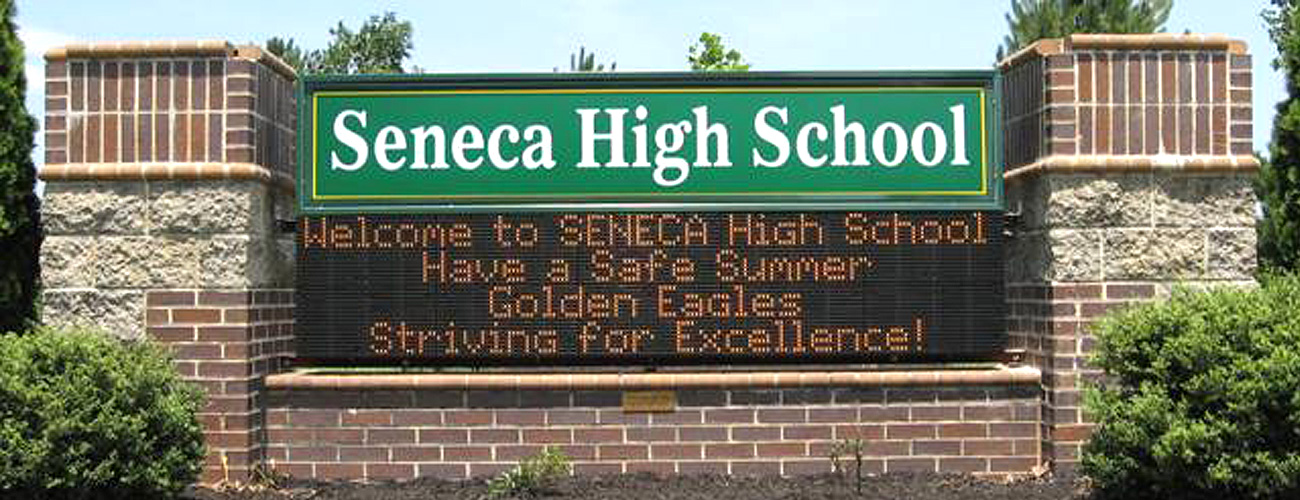 Seneca High School
Welcome to SENECA High School
Have a Safe Summer
Golden Eagles
Striving for Excellence!